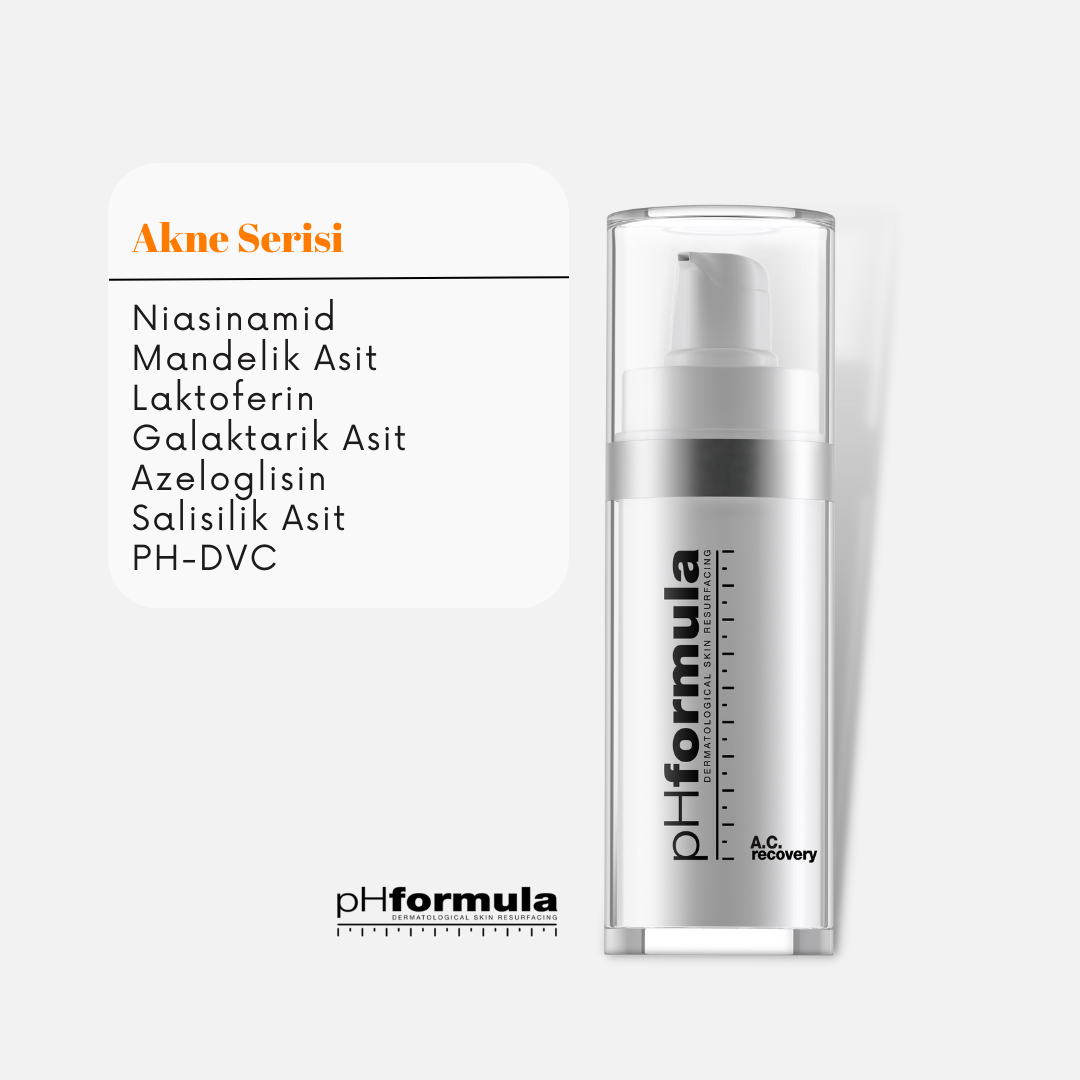 Akne Serisi
Niasinamid
Mandelik Asit
Laktoferin
Galaktarik Asit
Azeloglisin
Salisilik Asit
PH-DVC
pHformula
DERMATOLOGICAL SKIN RESURFACING
A.C.
recovery
pHformula
DERMATOLOGICAL SKIN RESURFACING